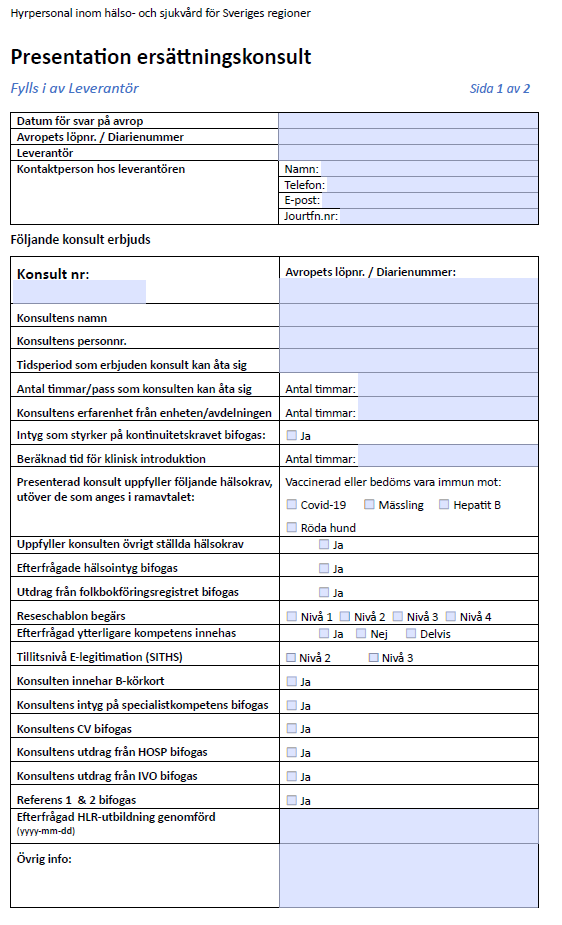 Hyrpersonal inom hälso- och sjukvård för Sveriges regioner
Presentation ersättningskonsult
Fylls i av Leverantör Sida 1 av 2
Datum för svar på avrop
Avropets löpnr. / Diarienummer
Leverantör
Kontaktperson hos leverantören Namn:
Telefon:
E-post:
Jourtfn.nr:
Följande konsult erbjuds
Konsult nr: Avropets löpnr. / Diarienummer:
Konsultens namn
Konsultens personnr.
Tidsperiod som erbjuden konsult kan åta sig
Antal timmar/pass som konsulten kan åta sig Antal timmar:
Konsultens erfarenhet från enheten/avdelningen Antal timmar:
Intyg som styrker på kontinuitetskravet bifogas: Ja
Beräknad tid för klinisk introduktion Antal timmar:
Presenterad konsult uppfyller följande hälsokrav, Vaccinerad eller bedöms vara immun mot:
utöver de som anges i ramavtalet: Covid-19 Mässling Hepatit B
Röda hund
Uppfyller konsulten övrigt ställda hälsokrav Ja
Efterfrågade hälsointyg bifogas Ja
Utdrag från folkbokföringsregistret bifogas Ja
Reseschablon begärs Nivå 1 Nivå 2 Nivå 3 Nivå 4
Efterfrågad ytterligare kompetens innehas Ja Nej Delvis
Tillitsnivå E-legitimation (SITHS) Nivå 2 Nivå 3
Konsulten innehar B-körkort Ja
Konsultens intyg på specialistkompetens bifogas Ja
Konsultens CV bifogas Ja
Konsultens utdrag från HOSP bifogas Ja
Konsultens utdrag från IVO bifogas Ja
Referens 1 & 2 bifogas Ja
Efterfrågad HLR-utbildning genomförd
(yyyy-mm-dd)
Övrig info: